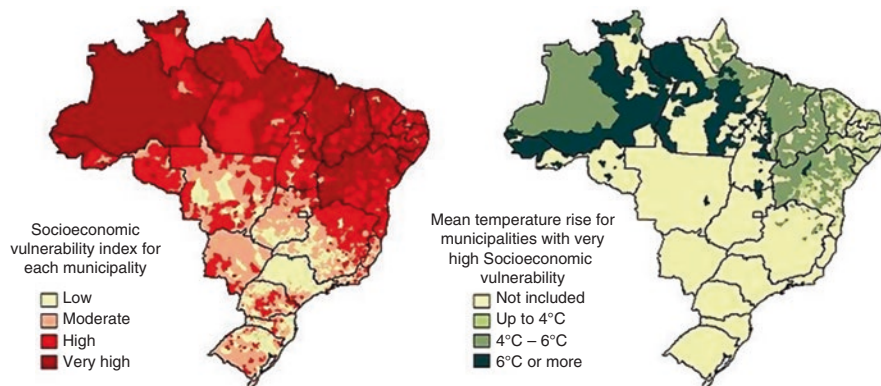 Socioeconomic
vulnerability index for
each municipality
Low
Moderate
High
Very high
Mean temperature rise for
municipalities with very
high Socioeconomic
vulnerability
Not included
Up to 4°C
4°C – 6°C
6°C or more